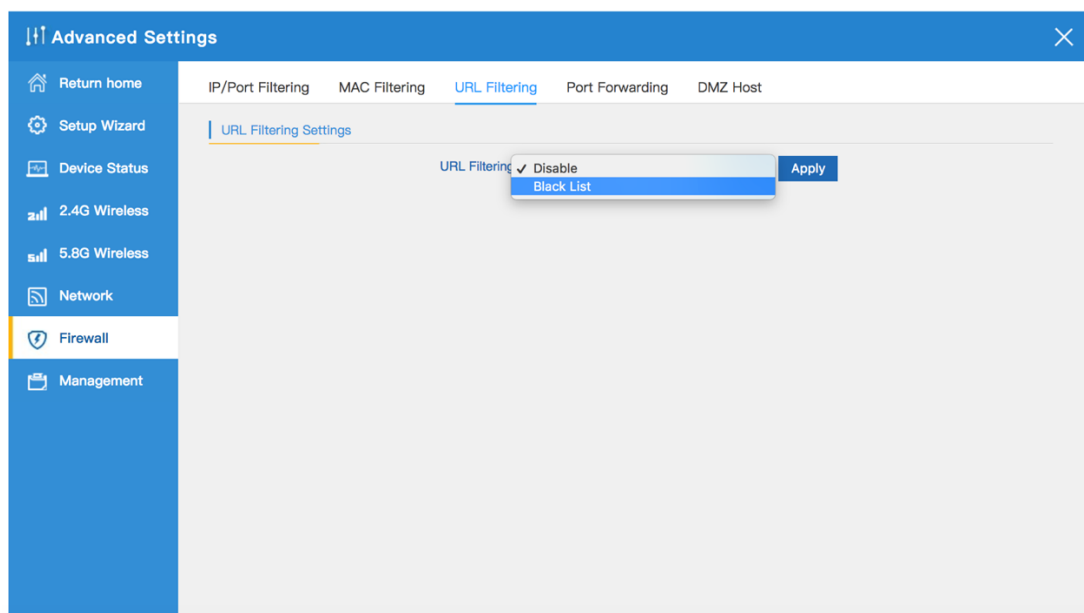 Advanced Settings
Return home
Setup Wizard
Device Status
2.4G Wireless
5.8G Wireless
Network
Firewall
Management
IP/Port Filtering MAC Filtering URL Filtering Port Forwarding DMZ Host
URL Filtering Settings
URL Filtering ✓ Disable Apply
Black List